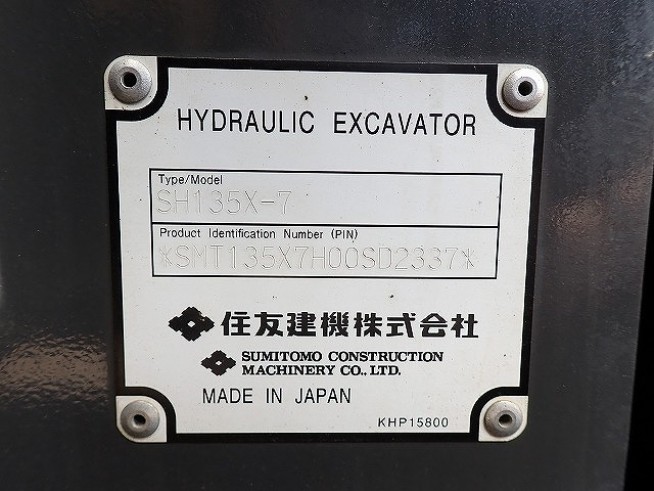 HYDRAULIC EXCAVATOR
Type/Model
SH135X-7
Product Identification Number (PIN)
*SMT135X7H00SD2337*
住友建機株式会社
SUMITOMO CONSTRUCTION
MACHINERY CO., LTD.
MADE IN JAPAN
KHP15800